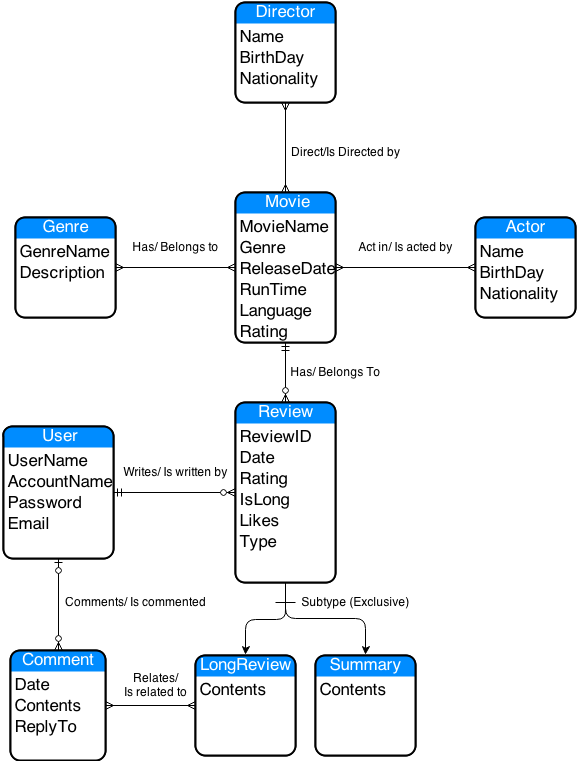 Director
Name
BirthDay
Nationality
Direct/Is Directed by
Movie
MovieName
Genre
ReleaseDate
RunTime
Language
Rating
Genre
GenreName
Description
Has/ Belongs to
Act in/ Is acted by
Actor
Name
BirthDay
Nationality
Has/ Belongs To
Review
ReviewID
Date
Rating
IsLong
Likes
Type
User
UserName
AccountName
Password
Email
Writes/ Is written by
Subtype (Exclusive)
Comments/ Is commented
Comment
Date
Contents
ReplyTo
Relates/
Is related to
LongReview
Contents
Summary
Contents